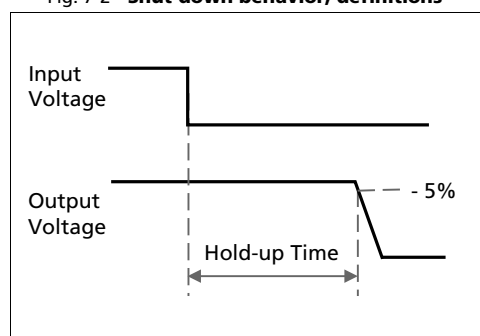 Fig. 7-2 Shut-down behavior, definitions
Input
Voltage
Output
Voltage
- 5%
Hold-up Time